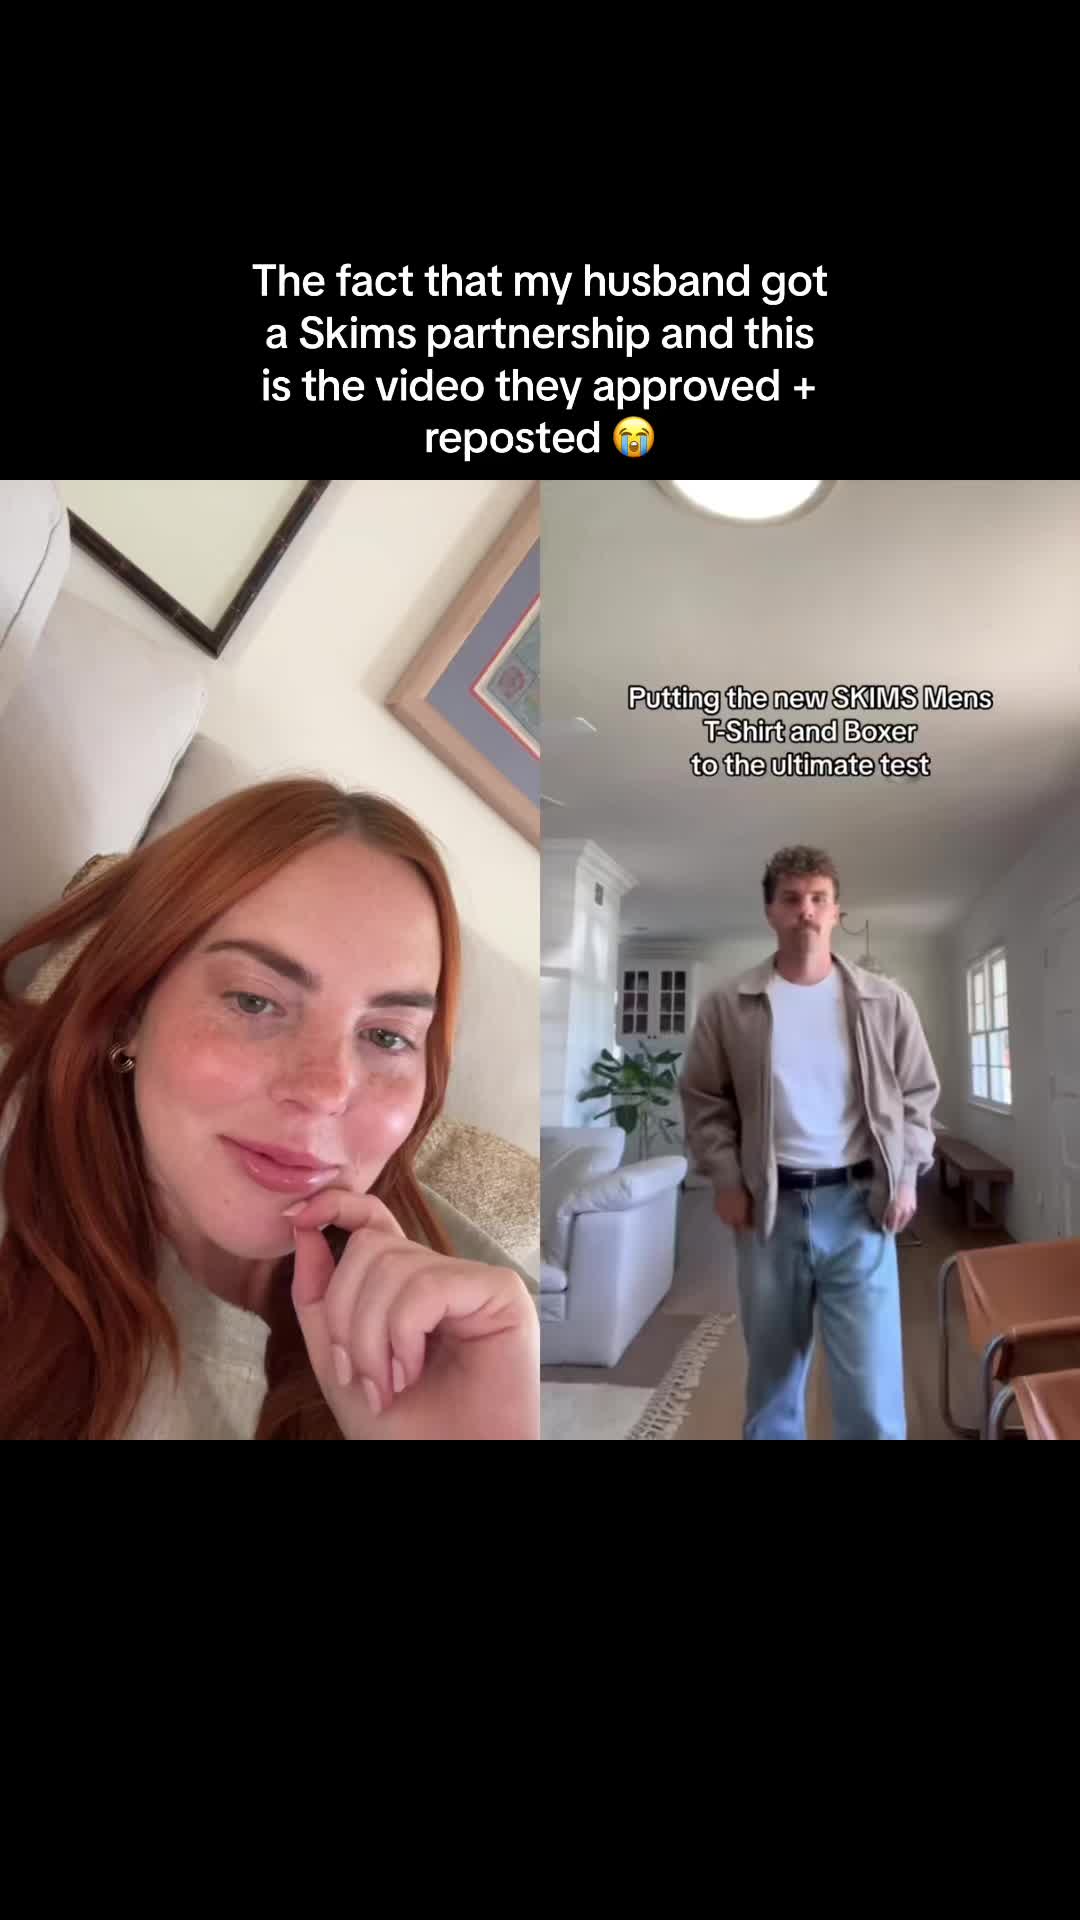 The fact that my husband got
a Skims partnership and this
is the video they approved +
reposted 😭
Putting the new SKIMS Mens
T-Shirt and Boxer
to the ultimate test